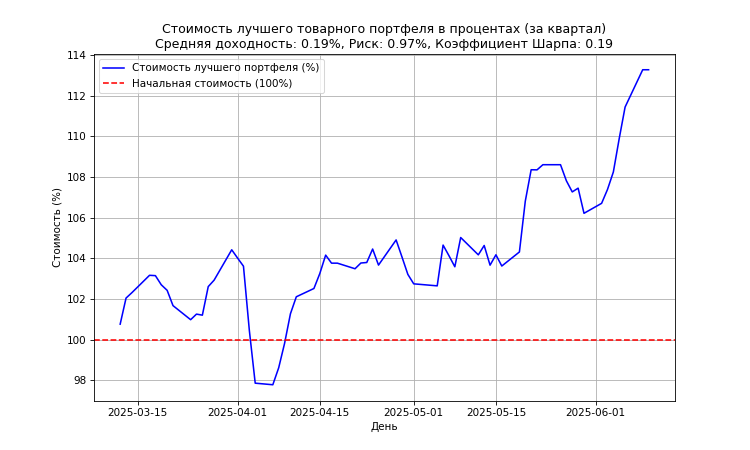 Стоимость лучшего товарного портфеля в процентах (за квартал)
Средняя доходность: 0.19%, Риск: 0.97%, Коэффициент Шарпа: 0.19
Стоимость лучшего портфеля (%)
Начальная стоимость (100%)
Стоимость (%)
114
112
110
108
106
104
102
100
98
2025-03-15
2025-04-01
2025-04-15
2025-05-01
2025-05-15
2025-06-01
День